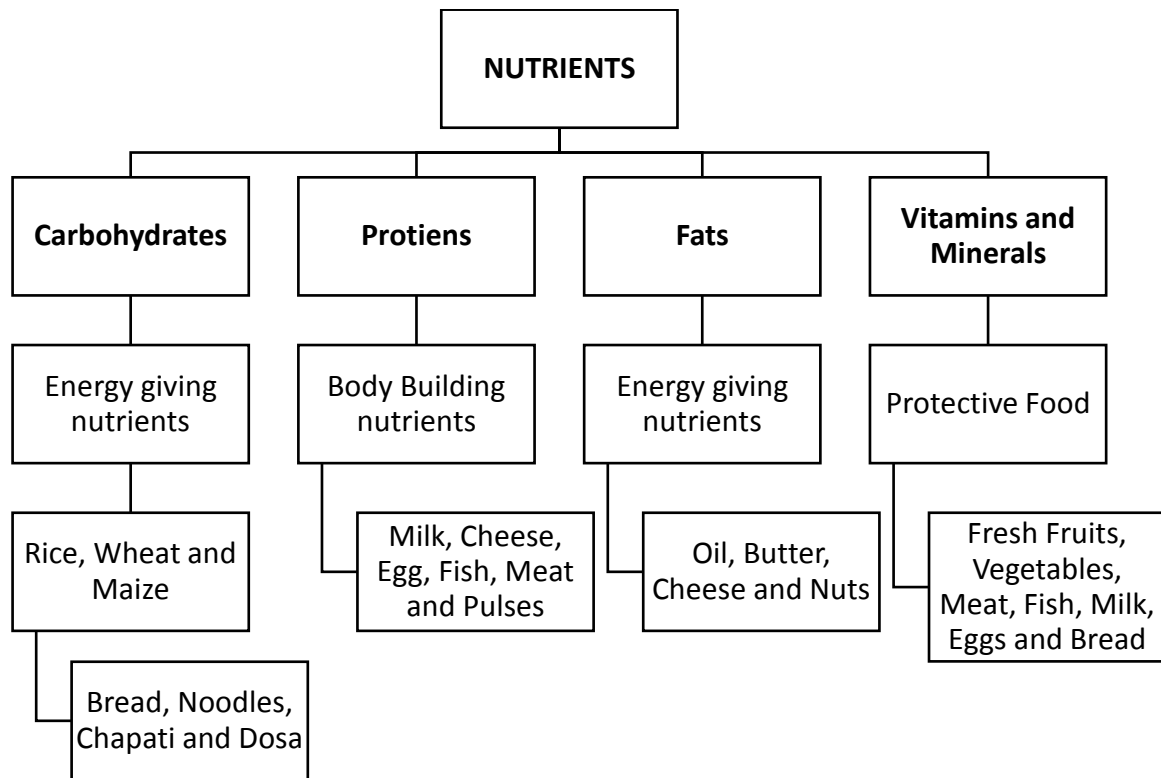 NUTRIENTS
Carbohydrates
Protiens
Fats
Vitamins and
Minerals
Energy giving
nutrients
Body Building
nutrients
Energy giving
nutrients
Protective Food
Rice, Wheat and
Maize
Milk, Cheese,
Egg, Fish, Meat
and Pulses
Oil, Butter,
Cheese and Nuts
Fresh Fruits,
Vegetables,
Meat, Fish, Milk,
Eggs and Bread
Bread, Noodles,
Chapati and Dosa